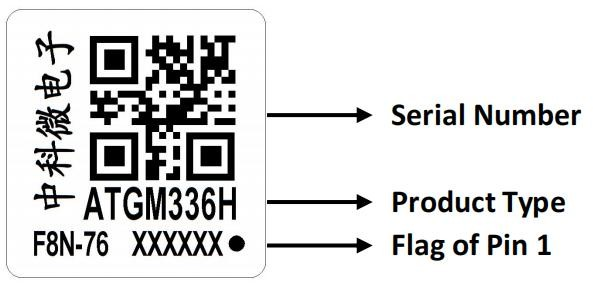 中科微电子
Serial Number
ATGM336H
Product Type
F8N-76 XXXXXX
Flag of Pin 1